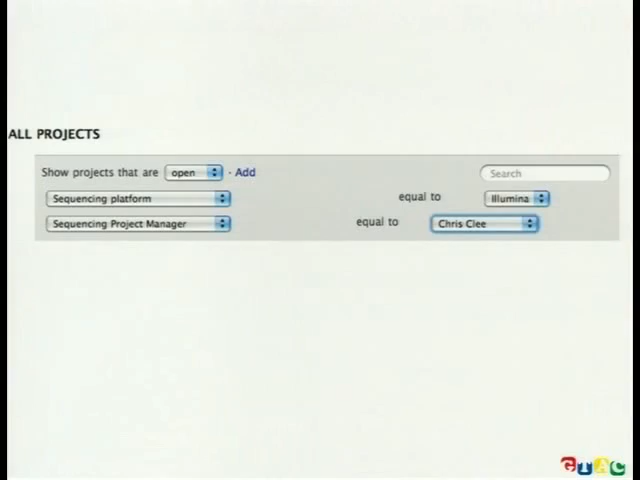 ALL PROJECTS
Show projects that are open · Add Search
Sequencing platform equal to Illumina
Sequencing Project Manager equal to Chris Clee
GTAC